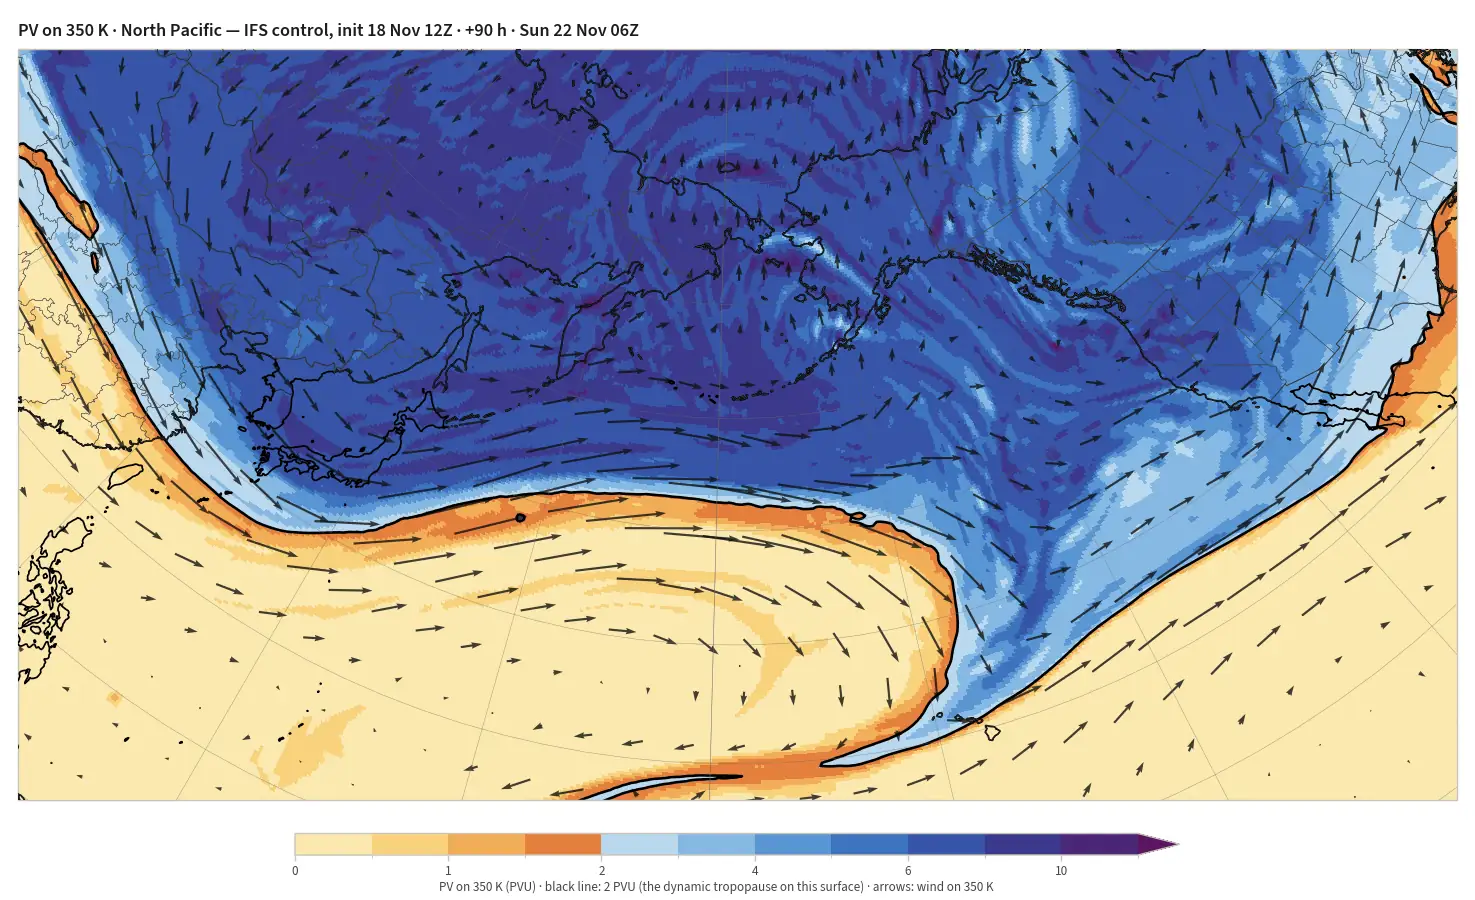 PV on 350 K · North Pacific — IFS control, init 18 Nov 12Z · +90 h · Sun 22 Nov 06Z
0 1 2 4 6 10
PV on 350 K (PVU) · black line: 2 PVU (the dynamic tropopause on this surface) · arrows: wind on 350 K